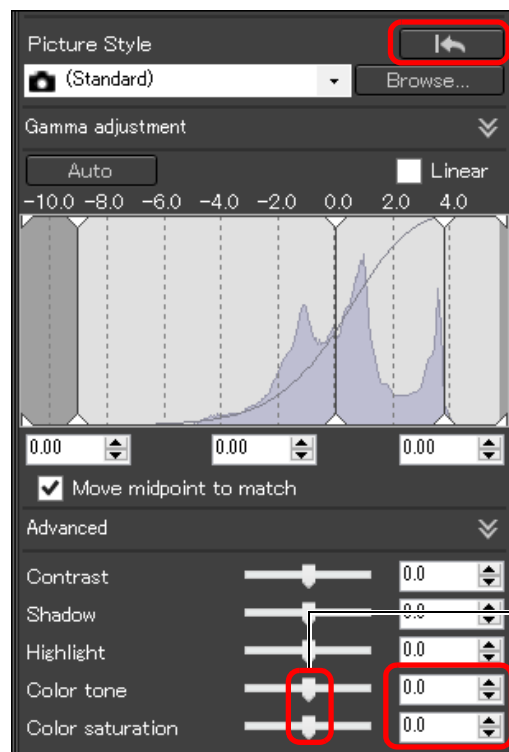 Picture Style
(Standard)
Browse...
Gamma adjustment
Auto
Linear
-10.0 -8.0 -6.0 -4.0 -2.0 0.0 2.0 4.0
0.00 0.00 0.00
Move midpoint to match
Advanced
Contrast 0.0
Shadow 0.0
Highlight 0.0
Color tone 0.0
Color saturation 0.0